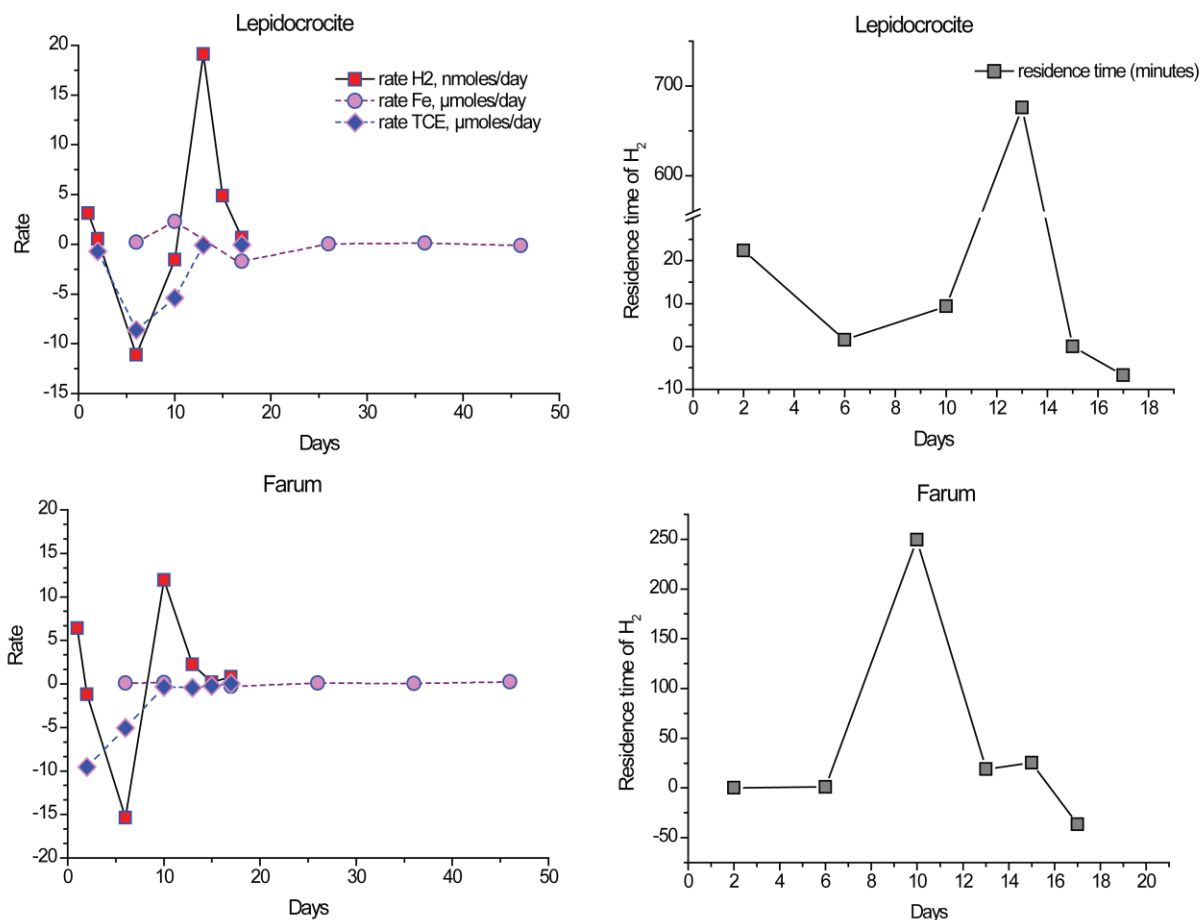 Lepidocrocite
20
15
10
5
0
-5
-10
-15
0 10 20 30 40 50
Rate
Days
rate H2, nmoles/day
rate Fe, µmoles/day
rate TCE, µmoles/day
Lepidocrocite
700
600
20
10
0
-10
0 2 4 6 8 10 12 14 16 18
Residence time of H2
Days
residence time (minutes)
Farum
20
15
10
5
0
-5
-10
-15
-20
0 10 20 30 40 50
Rate
Days
Farum
250
200
150
100
50
0
-50
0 2 4 6 8 10 12 14 16 18 20
Residence time of H2
Days